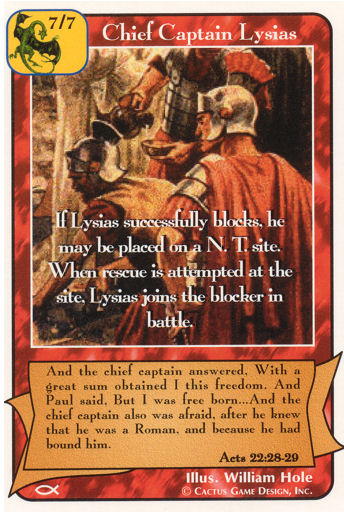 7/7
Chief Captain Lysias
If Lysias successfully blocks, he
may be placed on a N. T. site.
When rescue is attempted at the
site, Lysias joins the blocker in
battle.
And the chief captain answered, With a
great sum obtained I this freedom. And
Paul said, But I was free born...And the
chief captain also was afraid, after he knew
that he was a Roman, and because he had
bound him.
Acts 22:28-29
Illus. William Hole
© Cactus Game Design, Inc.